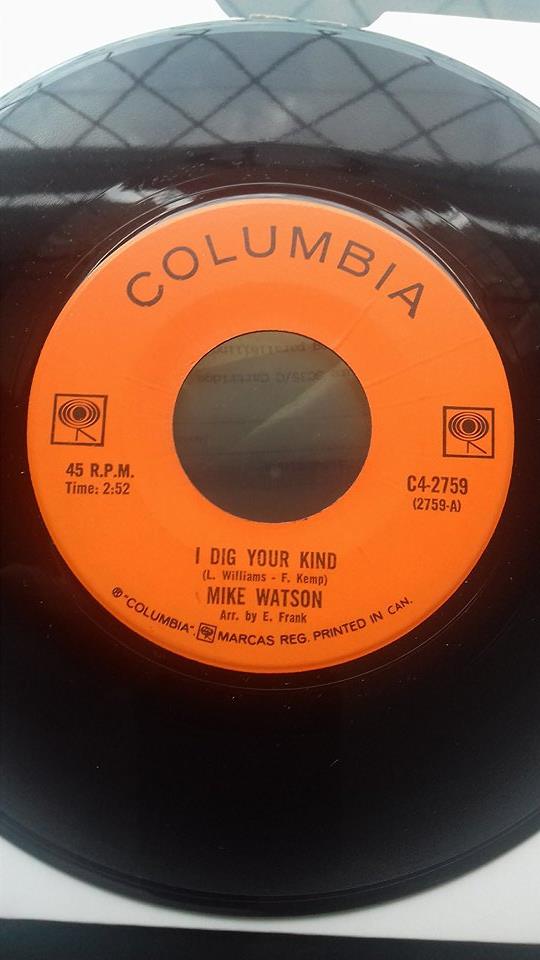 COLUMBIA
45 R.P.M.
Time: 2:52
C4-2759
(2759-A)
I DIG YOUR KIND
(L. Williams - F. Kemp)
MIKE WATSON
Arr. by E. Frank
® "COLUMBIA". MARCAS REG. PRINTED IN CAN.